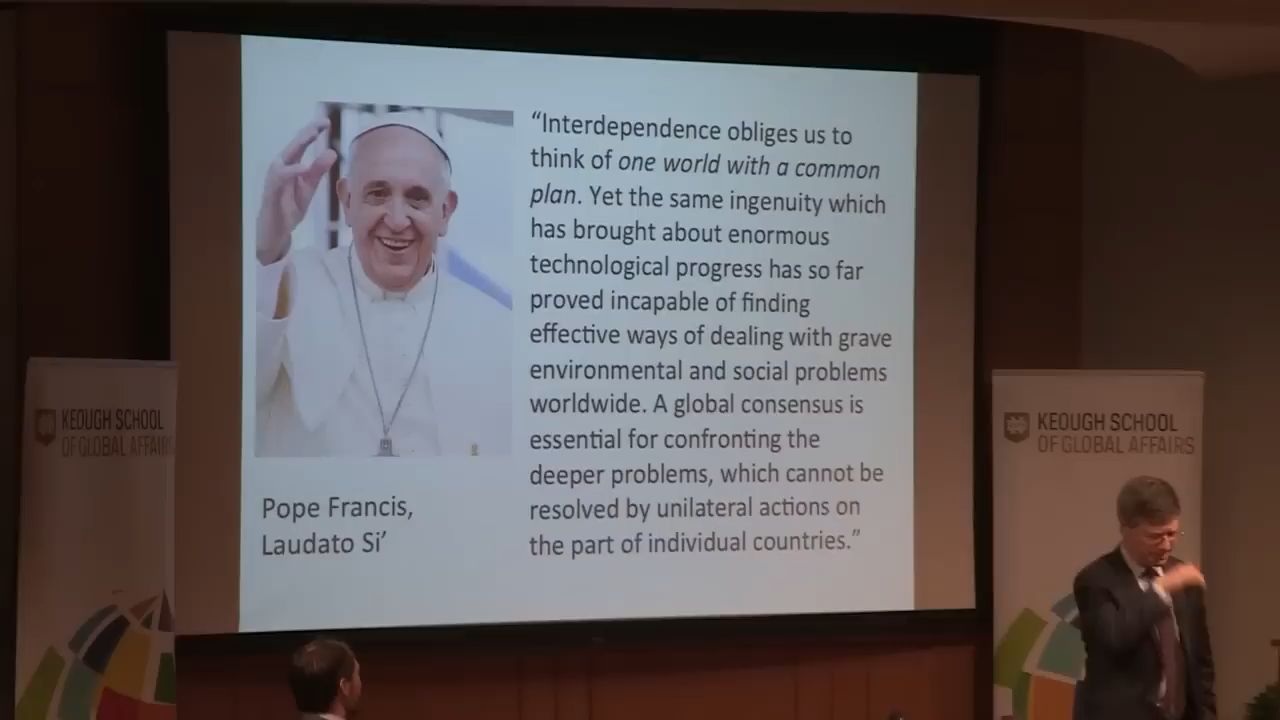 “Interdependence obliges us to
think of one world with a common
plan. Yet the same ingenuity which
has brought about enormous
technological progress has so far
proved incapable of finding
effective ways of dealing with grave
environmental and social problems
worldwide. A global consensus is
essential for confronting the
deeper problems, which cannot be
resolved by unilateral actions on
the part of individual countries.”
Pope Francis,
Laudato Si’
KEOUGH SCHOOL
OF GLOBAL AFFAIRS
KEOUGH SCHOOL
OF GLOBAL AFFAIRS